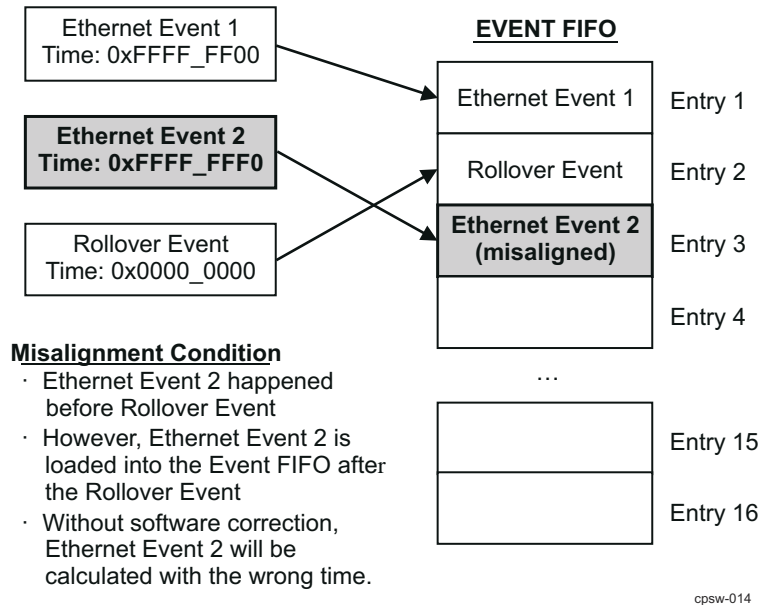 Ethernet Event 1
Time: 0xFFFF_FF00
Ethernet Event 2
Time: 0xFFFF_FFF0
Rollover Event
Time: 0x0000_0000
EVENT FIFO
Ethernet Event 1
Entry 1
Rollover Event
Entry 2
Ethernet Event 2
(misaligned)
Entry 3
Entry 4
...
Entry 15
Entry 16
Misalignment Condition
· Ethernet Event 2 happened
before Rollover Event
· However, Ethernet Event 2 is
loaded into the Event FIFO after
the Rollover Event
· Without software correction,
Ethernet Event 2 will be
calculated with the wrong time.
cpsw-014